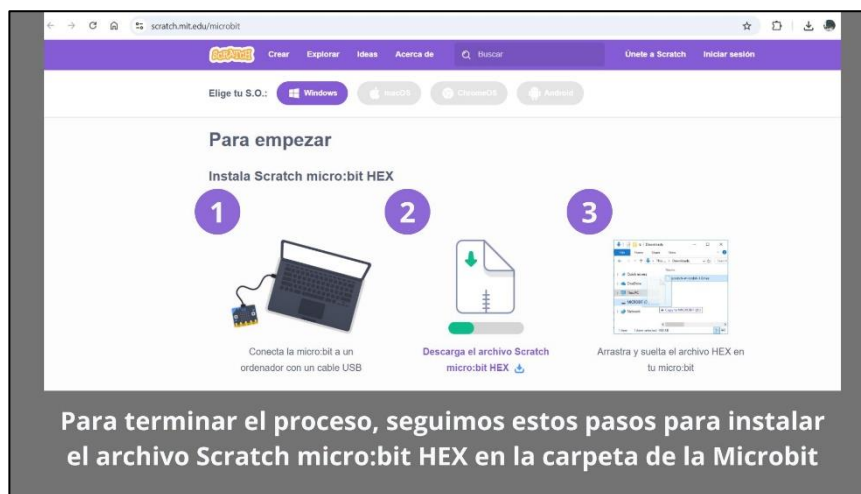 scratch.mit.edu/microbit
SCRATCH Crear Explorar Ideas Acerca de Buscar Únete a Scratch Iniciar sesión
Elige tu S.O.: Windows macOS ChromeOS Android
Para empezar
Instala Scratch micro:bit HEX
1 2 3
Conecta la micro:bit a un
ordenador con un cable USB
Descarga el archivo Scratch
micro:bit HEX
Arrastra y suelta el archivo HEX en
tu micro:bit
Para terminar el proceso, seguimos estos pasos para instalar
el archivo Scratch micro:bit HEX en la carpeta de la Microbit